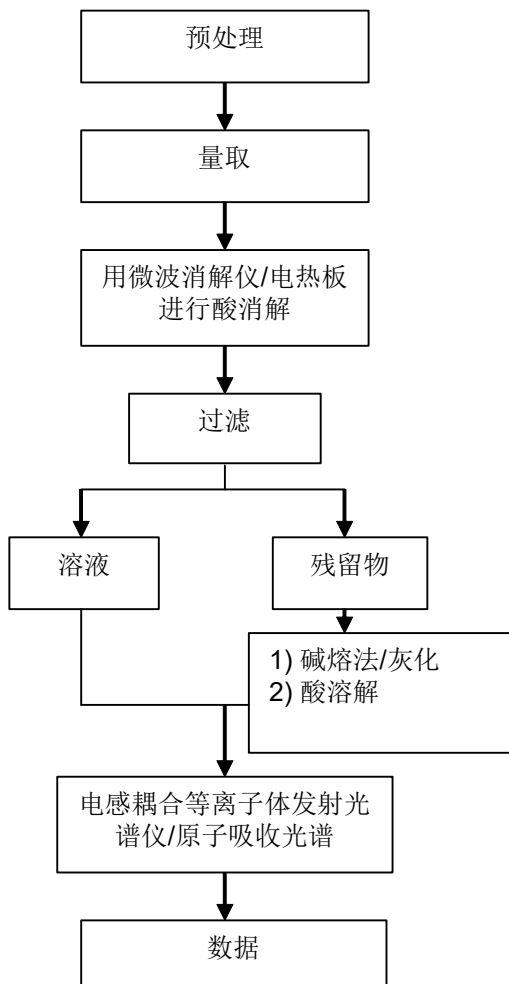 预处理
量取
用微波消解仪/电热板
进行酸消解
过滤
溶液
残留物
1) 碱熔法/灰化
2) 酸溶解
电感耦合等离子体发射光
谱仪/原子吸收光谱
数据